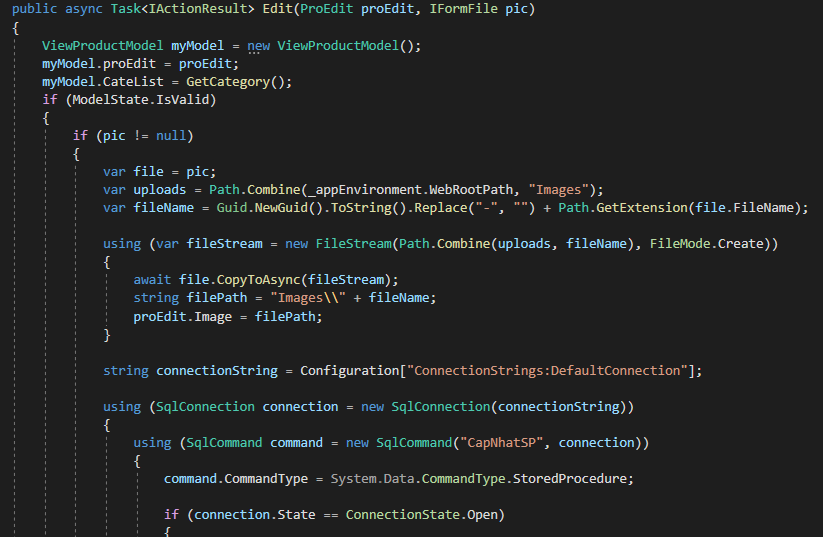 public async Task<IActionResult> Edit(ProEdit proEdit, IFormFile pic)
{
ViewProductModel myModel = new ViewProductModel();
myModel.proEdit = proEdit;
myModel.CateList = GetCategory();
if (ModelState.IsValid)
{
if (pic != null)
{
var file = pic;
var uploads = Path.Combine(_appEnvironment.WebRootPath, "Images");
var fileName = Guid.NewGuid().ToString().Replace("-", "") + Path.GetExtension(file.FileName);
using (var fileStream = new FileStream(Path.Combine(uploads, fileName), FileMode.Create))
{
await file.CopyToAsync(fileStream);
string filePath = "Images\\" + fileName;
proEdit.Image = filePath;
}
string connectionString = Configuration["ConnectionStrings:DefaultConnection"];
using (SqlConnection connection = new SqlConnection(connectionString))
{
using (SqlCommand command = new SqlCommand("CapNhatSP", connection))
{
command.CommandType = System.Data.CommandType.StoredProcedure;
if (connection.State == ConnectionState.Open)
{